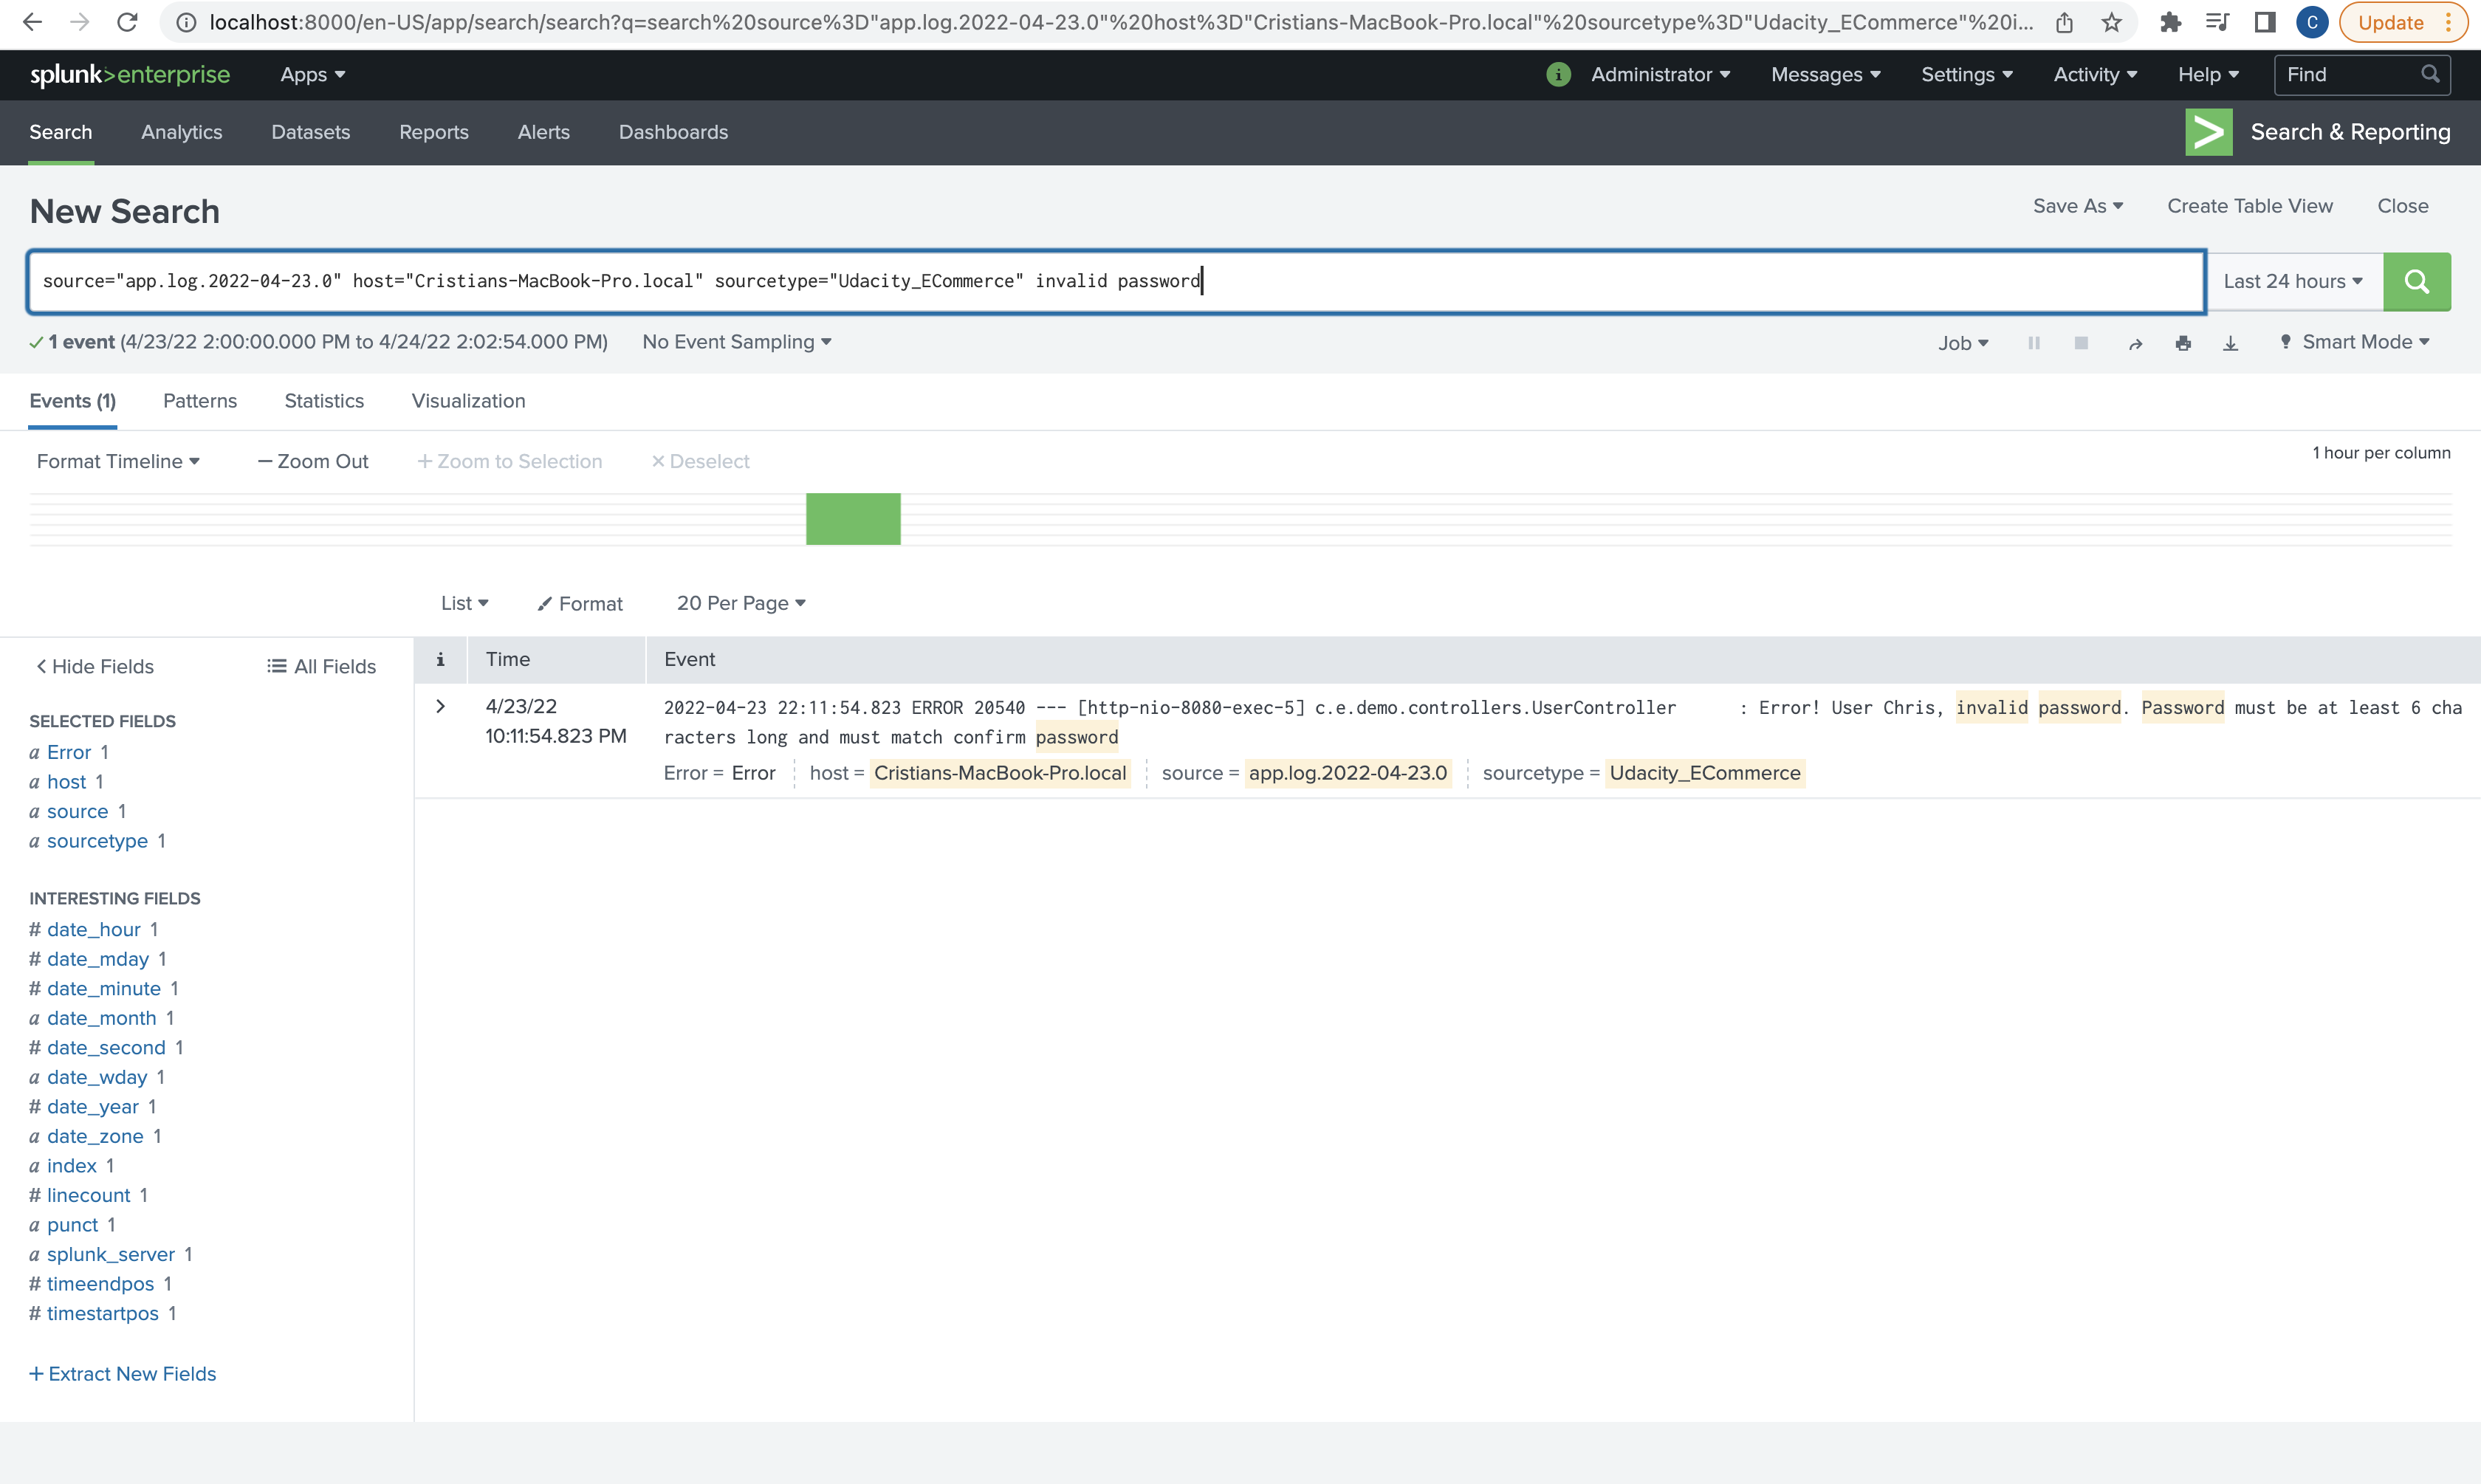 localhost:8000/en-US/app/search/search?q=search%20source%3D"app.log.2022-04-23.0"%20host%3D"Cristians-MacBook-Pro.local"%20sourcetype%3D"Udacity_ECommerce"%20i...
C
Update
splunk>enterprise Apps
i Administrator Messages Settings Activity Help Find
Search Analytics Datasets Reports Alerts Dashboards
> Search & Reporting
New Search
Save As Create Table View Close
source="app.log.2022-04-23.0" host="Cristians-MacBook-Pro.local" sourcetype="Udacity_ECommerce" invalid password
Last 24 hours
✓ 1 event (4/23/22 2:00:00.000 PM to 4/24/22 2:02:54.000 PM) No Event Sampling
Job Smart Mode
Events (1) Patterns Statistics Visualization
Format Timeline — Zoom Out + Zoom to Selection × Deselect
1 hour per column
List Format 20 Per Page
< Hide Fields All Fields
SELECTED FIELDS
a Error 1
a host 1
a source 1
a sourcetype 1
INTERESTING FIELDS
# date_hour 1
# date_mday 1
# date_minute 1
a date_month 1
# date_second 1
a date_wday 1
# date_year 1
a date_zone 1
a index 1
# linecount 1
a punct 1
a splunk_server 1
# timeendpos 1
# timestartpos 1
+ Extract New Fields
i Time Event
> 4/23/22
10:11:54.823 PM
2022-04-23 22:11:54.823 ERROR 20540 --- [http-nio-8080-exec-5] c.e.demo.controllers.UserController : Error! User Chris, invalid password. Password must be at least 6 cha
racters long and must match confirm password
Error = Error host = Cristians-MacBook-Pro.local source = app.log.2022-04-23.0 sourcetype = Udacity_ECommerce